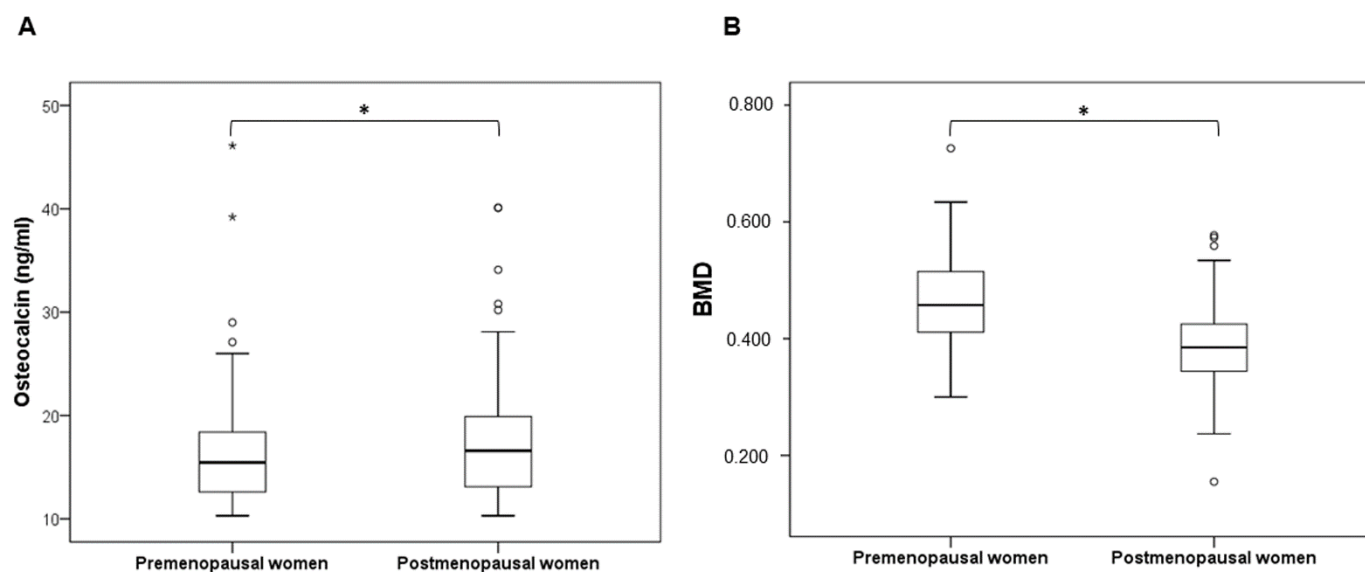 A
B
Osteocalcin (ng/ml)
50
40
30
20
10
*
*
*
Premenopausal women
Postmenopausal women
BMD
0.800
0.600
0.400
0.200
*
Premenopausal women
Postmenopausal women